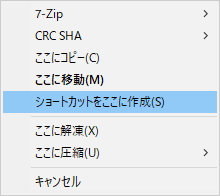 7-Zip
CRC SHA
ここにコピー(C)
ここに移動(M)
ショートカットをここに作成(S)
ここに解凍(X)
ここに圧縮(U)
キャンセル